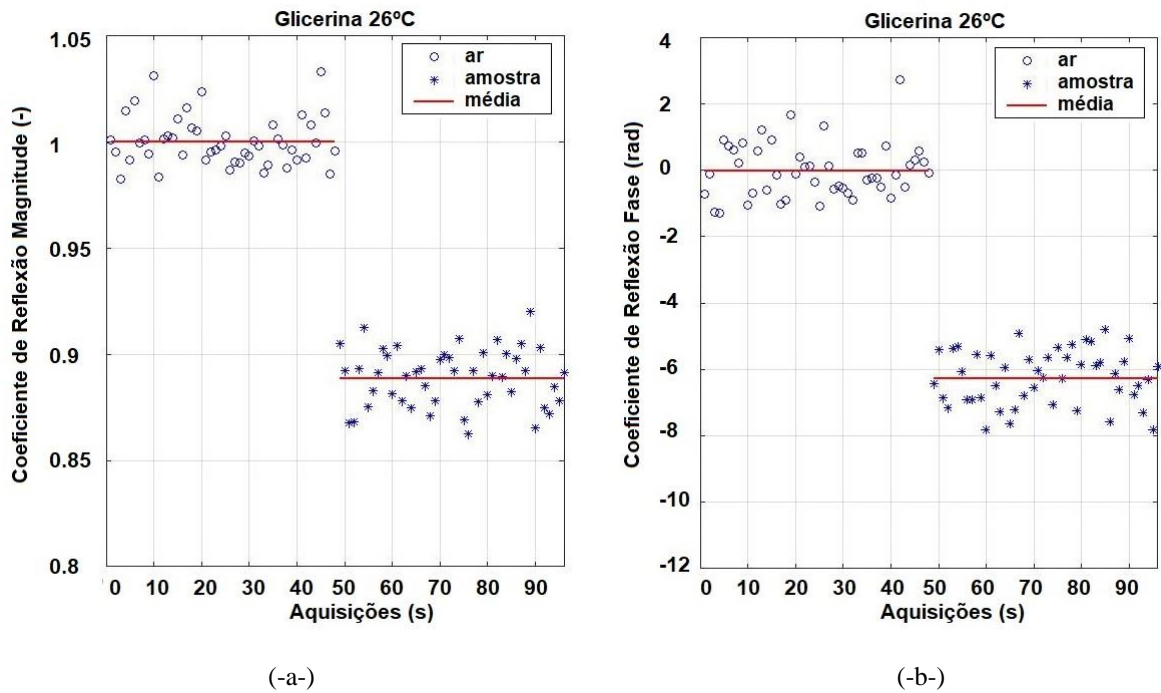 Glicerina 26ºC
1.05
1
0.95
0.9
0.85
0.8
Coeficiente de Reflexão Magnitude (-)
ar
amostra
média
0 10 20 30 40 50 60 70 80 90
Aquisições (s)
(-a-)
Glicerina 26ºC
4
2
0
-2
-4
-6
-8
-10
-12
Coeficiente de Reflexão Fase (rad)
ar
amostra
média
0 10 20 30 40 50 60 70 80 90
Aquisições (s)
(-b-)